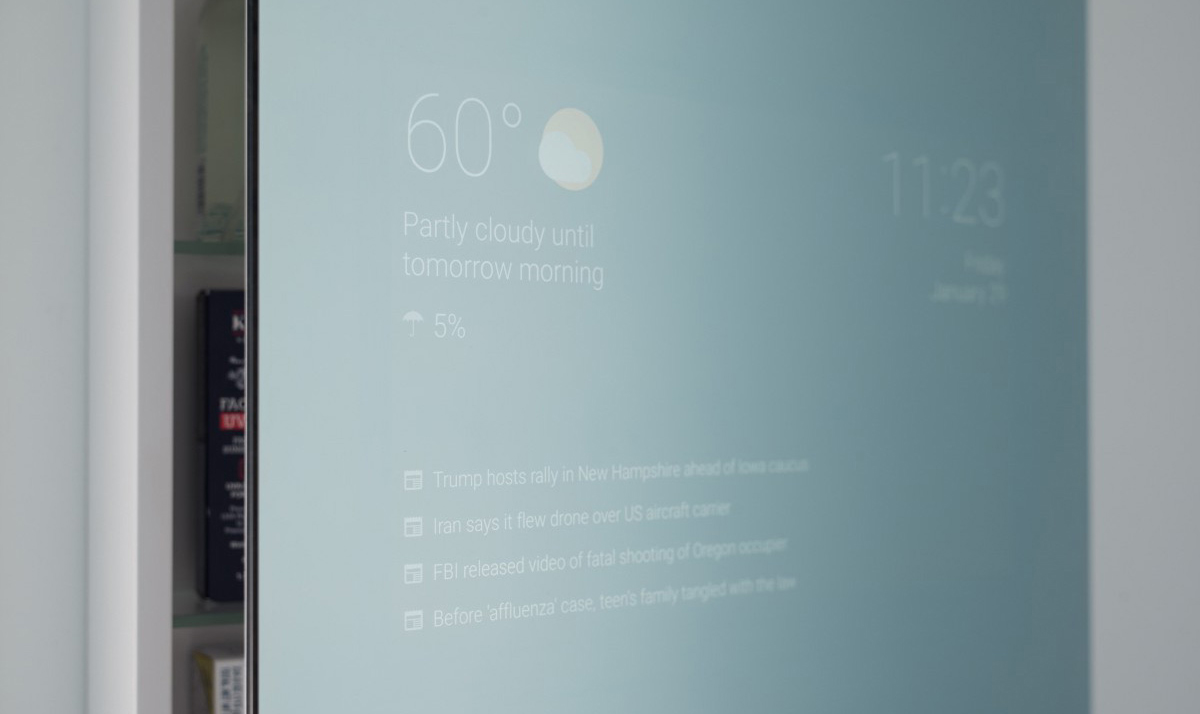 60°
Partly cloudy until
tomorrow morning
5%
11:23
Friday
January 29
Trump hosts rally in New Hampshire ahead of Iowa caucus
Iran says it flew drone over US aircraft carrier
FBI released video of fatal shooting of Oregon occupier
Before 'affluenza' case, teen's family tangled with the law
UV